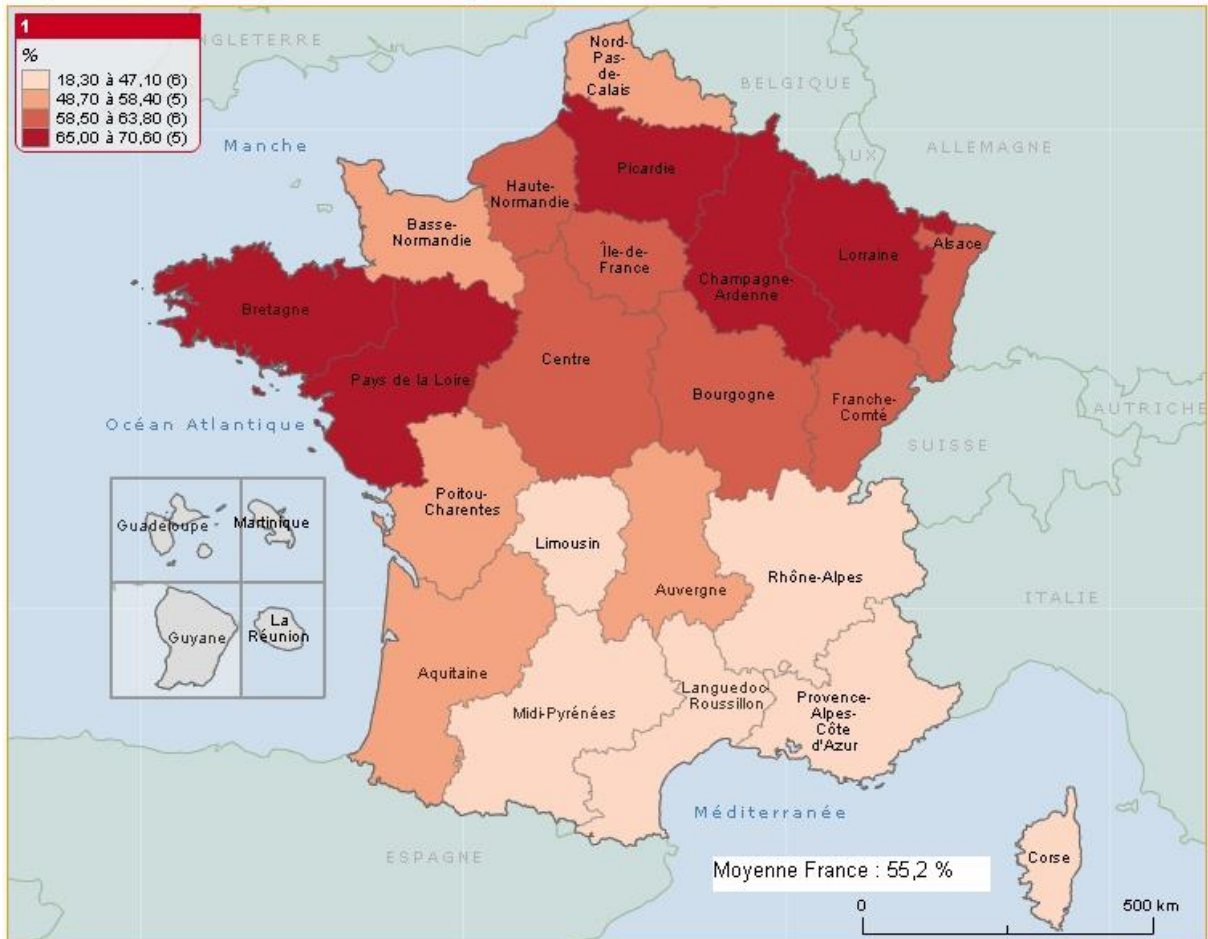 1
%
18,30 à 47,10 (6)
48,70 à 58,40 (5)
58,50 à 63,80 (6)
65,00 à 70,60 (5)
NGLETERRE
Nord-
Pas-
de-
Calais
BELGIQUE
Manche
LUX
ALLEMAGNE
Picardie
Haute-
Normandie
Basse-
Normandie
Île-de-
France
Champagne-
Ardenne
Lorraine
Alsace
Bretagne
Pays de la Loire
Centre
Bourgogne
Franche-
Comté
AUTRICHE
SUISSE
Océan Atlantique
Poitou-
Charentes
Guadeloupe
Martinique
Limousin
Auvergne
Rhône-Alpes
ITALIE
Guyane
La
Réunion
Aquitaine
Midi-Pyrénées
Languedoc-
Roussillon
Provence-
Alpes-
Côte
d'Azur
Méditerranée
ESPAGNE
Corse
Moyenne France : 55,2 %
0
500 km